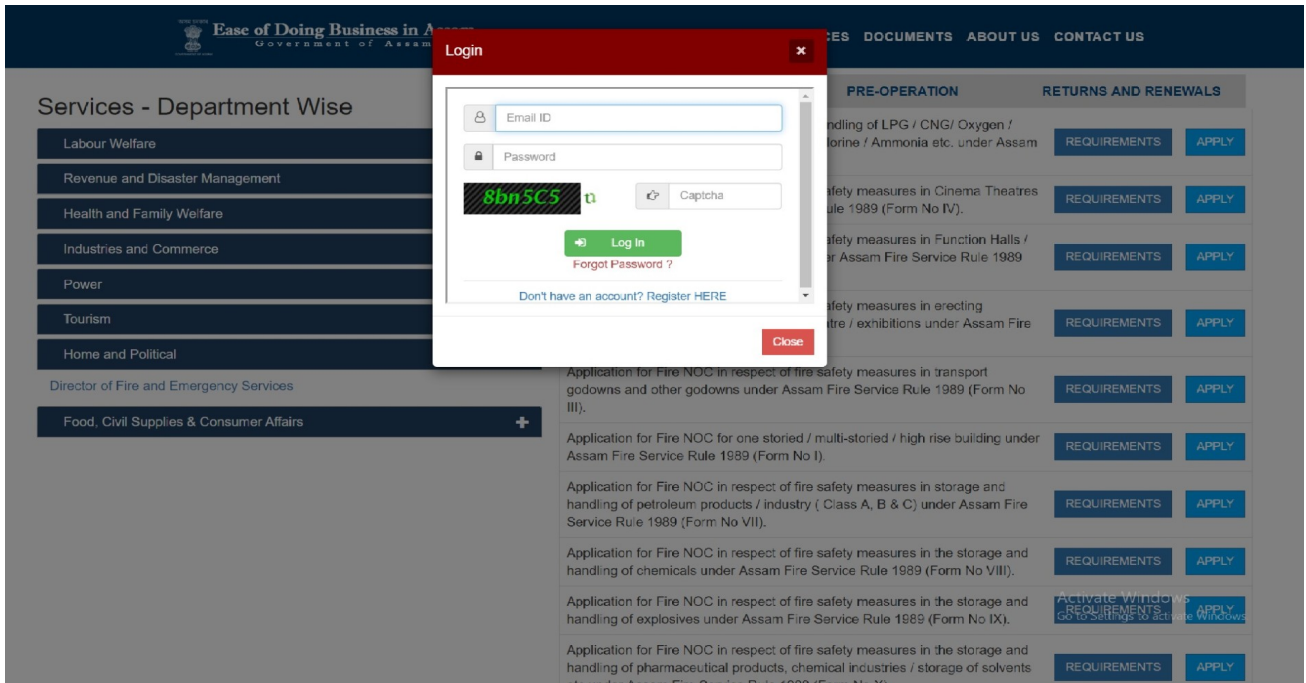 Ease of Doing Business in
Government of Assam
DOCUMENTS ABOUT US CONTACT US
Login
×
Email ID
Password
8bn5C5
Captcha
Log In
Forgot Password ?
Don't have an account? Register HERE
Close
Services - Department Wise
Labour Welfare
Revenue and Disaster Management
Health and Family Welfare
Industries and Commerce
Power
Tourism
Home and Political
Director of Fire and Emergency Services
Food, Civil Supplies & Consumer Affairs +
PRE-OPERATION RETURNS AND RENEWALS
of LPG / CNG/ Oxygen /
/ Ammonia etc. under Assam
REQUIREMENTS APPLY
measures in Cinema Theatres
1989 (Form No IV).
REQUIREMENTS APPLY
measures in Function Halls /
Assam Fire Service Rule 1989
REQUIREMENTS APPLY
measures in erecting
/ exhibitions under Assam Fire
REQUIREMENTS APPLY
Application for Fire NOC in respect of fire safety measures in transport
godowns and other godowns under Assam Fire Service Rule 1989 (Form No
III).
REQUIREMENTS APPLY
Application for Fire NOC for one storied / multi-storied / high rise building under
Assam Fire Service Rule 1989 (Form No I).
REQUIREMENTS APPLY
Application for Fire NOC in respect of fire safety measures in storage and
handling of petroleum products / industry ( Class A, B & C) under Assam Fire
Service Rule 1989 (Form No VII).
REQUIREMENTS APPLY
Application for Fire NOC in respect of fire safety measures in the storage and
handling of chemicals under Assam Fire Service Rule 1989 (Form No VIII).
REQUIREMENTS APPLY
Application for Fire NOC in respect of fire safety measures in the storage and
handling of explosives under Assam Fire Service Rule 1989 (Form No IX).
REQUIREMENTS APPLY
Activate Windows
Go to Settings to activate Windows
Application for Fire NOC in respect of fire safety measures in the storage and
handling of pharmaceutical products, chemical industries / storage of solvents
REQUIREMENTS APPLY